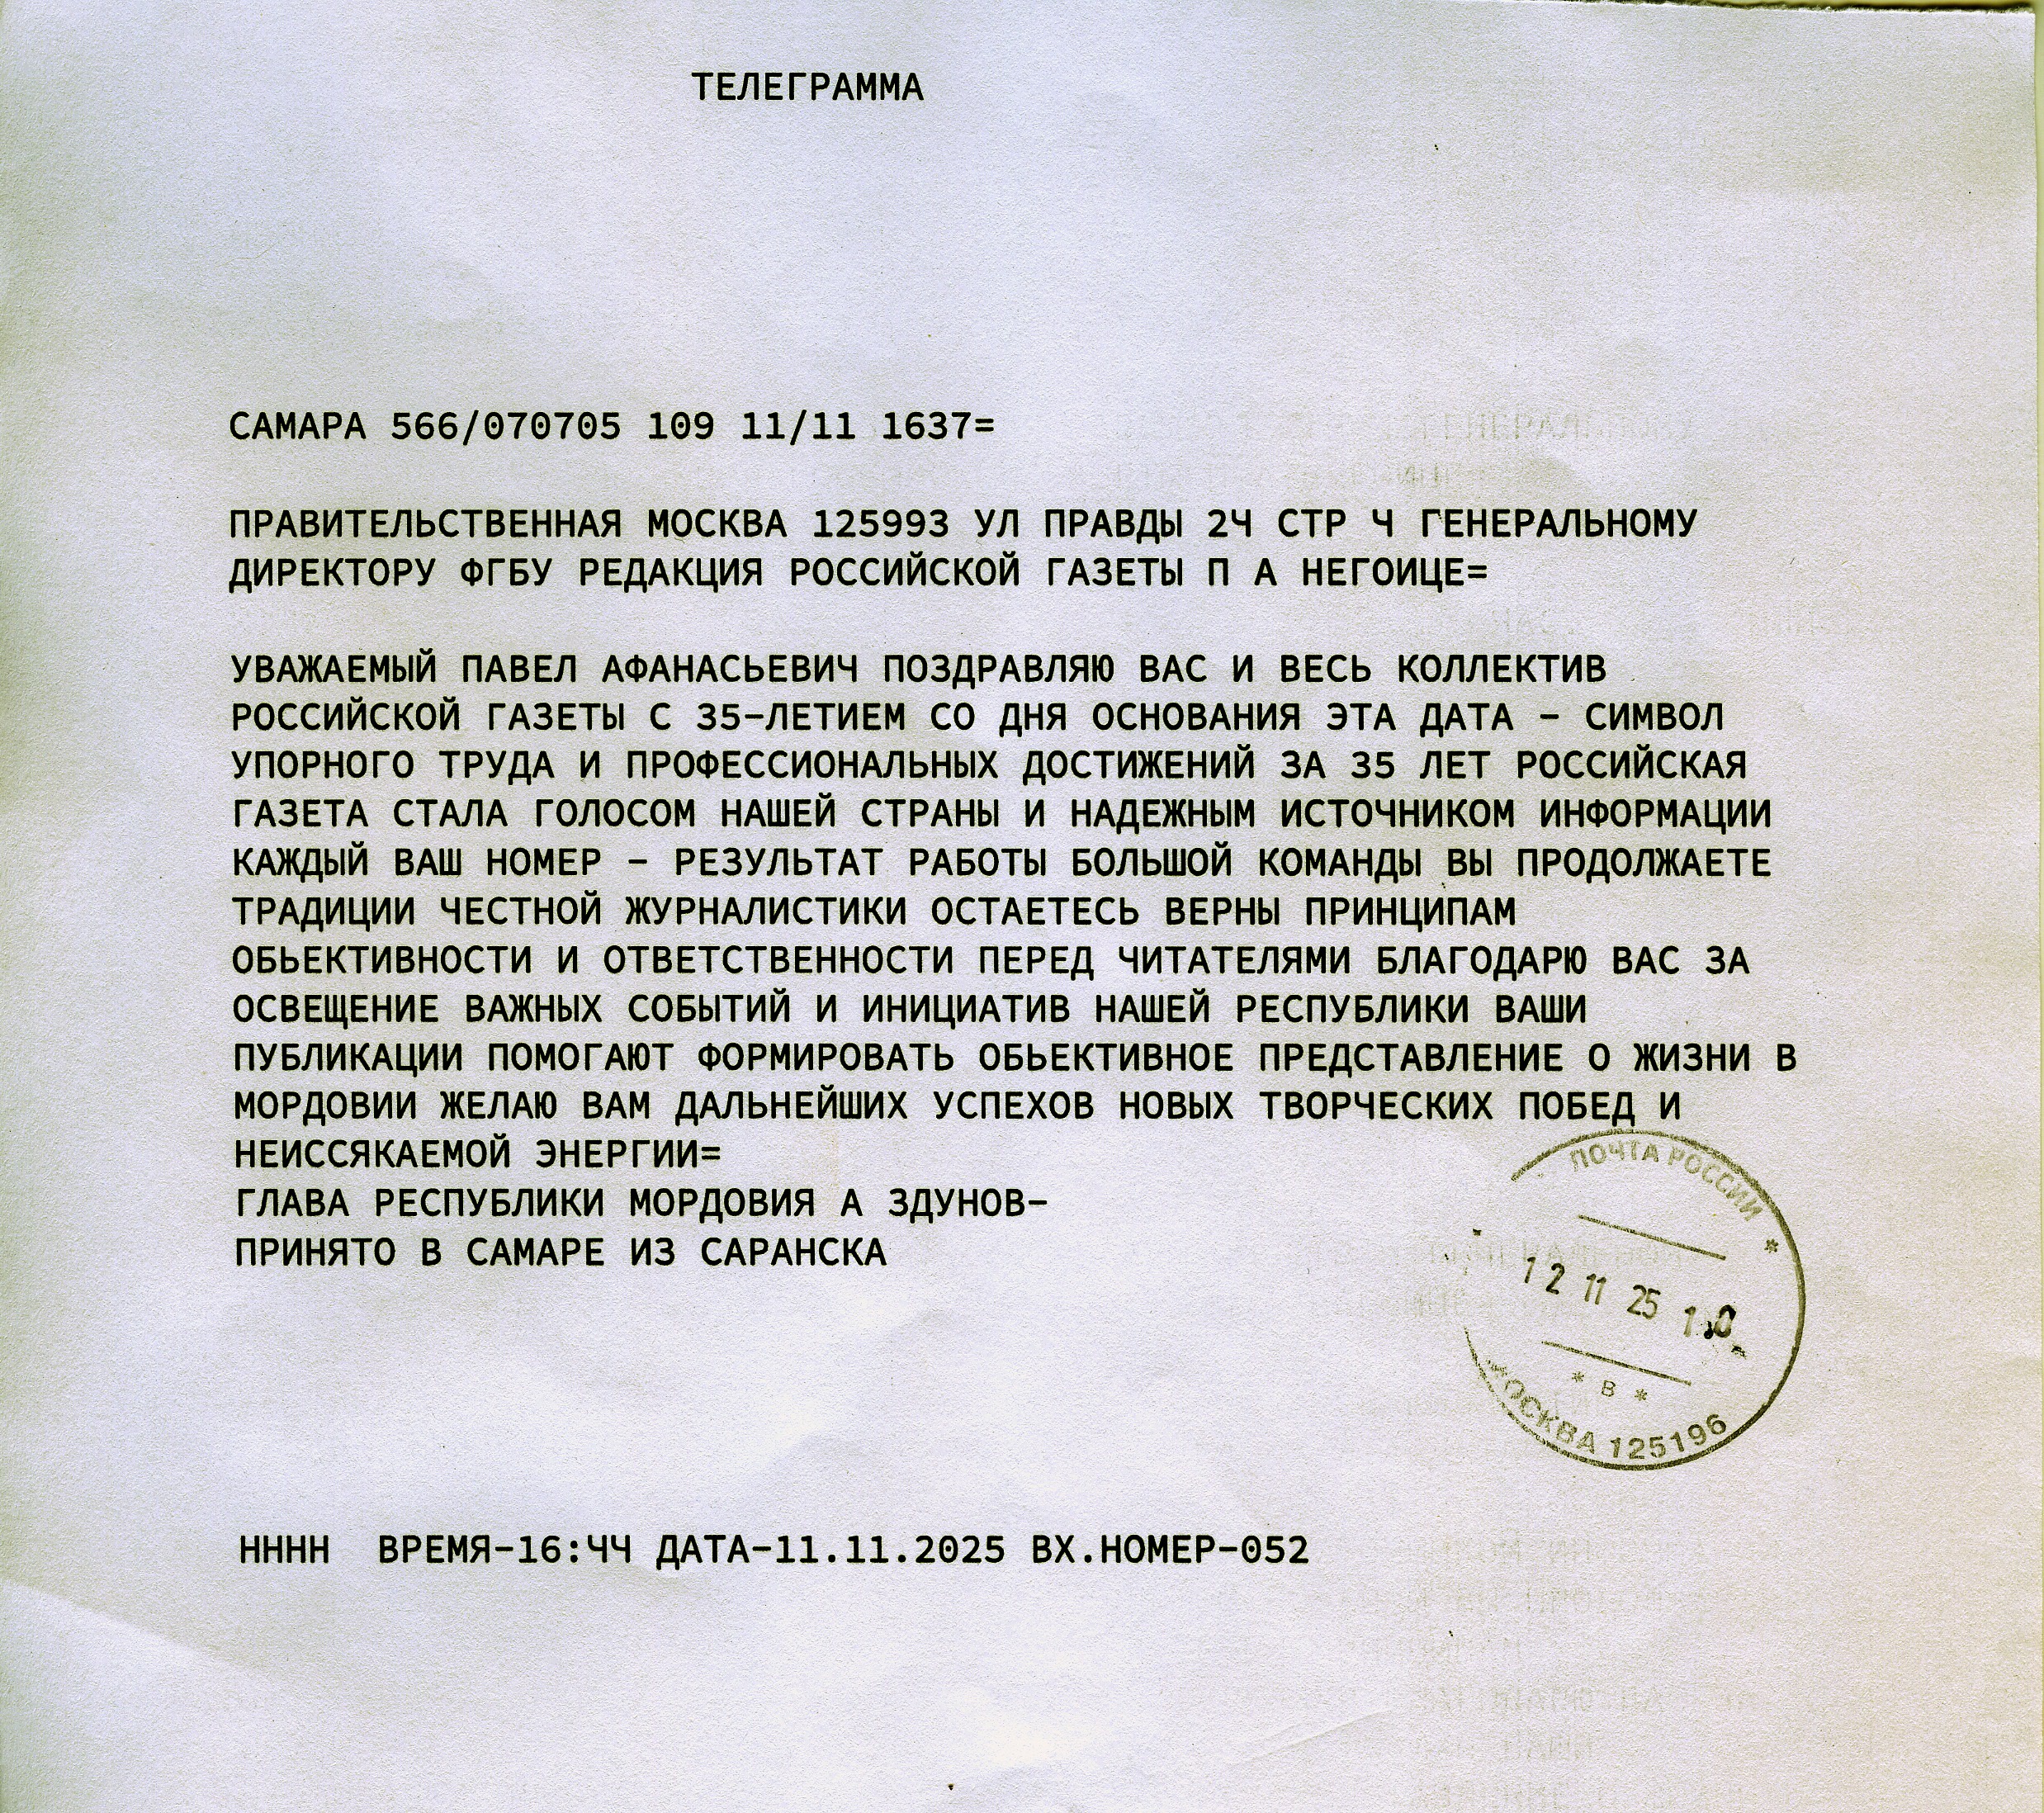 ТЕЛЕГРАММА
САМАРА 566/070705 109 11/11 1637=
ПРАВИТЕЛЬСТВЕННАЯ МОСКВА 125993 УЛ ПРАВДЫ 2Ч СТР Ч ГЕНЕРАЛЬНОМУ
ДИРЕКТОРУ ФГБУ РЕДАКЦИЯ РОССИЙСКОЙ ГАЗЕТЫ П А НЕГОИЦЕ=
УВАЖАЕМЫЙ ПАВЕЛ АФАНАСЬЕВИЧ ПОЗДРАВЛЯЮ ВАС И ВЕСЬ КОЛЛЕКТИВ
РОССИЙСКОЙ ГАЗЕТЫ С 35-ЛЕТИЕМ СО ДНЯ ОСНОВАНИЯ ЭТА ДАТА - СИМВОЛ
УПОРНОГО ТРУДА И ПРОФЕССИОНАЛЬНЫХ ДОСТИЖЕНИЙ ЗА 35 ЛЕТ РОССИЙСКАЯ
ГАЗЕТА СТАЛА ГОЛОСОМ НАШЕЙ СТРАНЫ И НАДЕЖНЫМ ИСТОЧНИКОМ ИНФОРМАЦИИ
КАЖДЫЙ ВАШ НОМЕР - РЕЗУЛЬТАТ РАБОТЫ БОЛЬШОЙ КОМАНДЫ ВЫ ПРОДОЛЖАЕТЕ
ТРАДИЦИИ ЧЕСТНОЙ ЖУРНАЛИСТИКИ ОСТАЕТЕСЬ ВЕРНЫ ПРИНЦИПАМ
ОБЬЕКТИВНОСТИ И ОТВЕТСТВЕННОСТИ ПЕРЕД ЧИТАТЕЛЯМИ БЛАГОДАРЮ ВАС ЗА
ОСВЕЩЕНИЕ ВАЖНЫХ СОБЫТИЙ И ИНИЦИАТИВ НАШЕЙ РЕСПУБЛИКИ ВАШИ
ПУБЛИКАЦИИ ПОМОГАЮТ ФОРМИРОВАТЬ ОБЬЕКТИВНОЕ ПРЕДСТАВЛЕНИЕ О ЖИЗНИ В
МОРДОВИИ ЖЕЛАЮ ВАМ ДАЛЬНЕЙШИХ УСПЕХОВ НОВЫХ ТВОРЧЕСКИХ ПОБЕД И
НЕИССЯКАЕМОЙ ЭНЕРГИИ=
ГЛАВА РЕСПУБЛИКИ МОРДОВИЯ А ЗДУНОВ-
ПРИНЯТО В САМАРЕ ИЗ САРАНСКА
ПОЧТА РОССИИ *
12 11 25
* В *
МОСКВА 125196
НННН ВРЕМЯ-16:ЧЧ ДАТА-11.11.2025 ВХ.НОМЕР-052